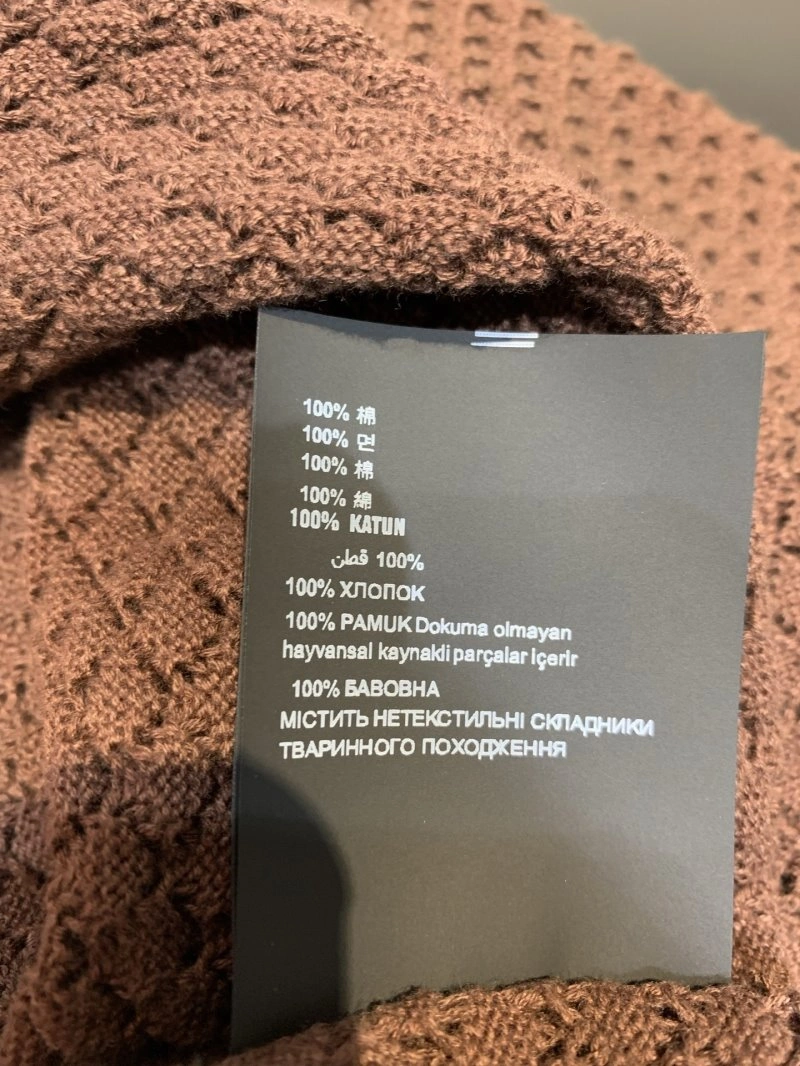 100% 棉
100% 면
100% 棉
100% 綿
100% KATUN
100% قطن
100% ХЛОПОК
100% PAMUK Dokuma olmayan
hayvansal kaynakli parçalar içerir
100% БАВОВНА
МІСТИТЬ НЕТЕКСТИЛЬНІ СКЛАДНИКИ
ТВАРИННОГО ПОХОДЖЕННЯ